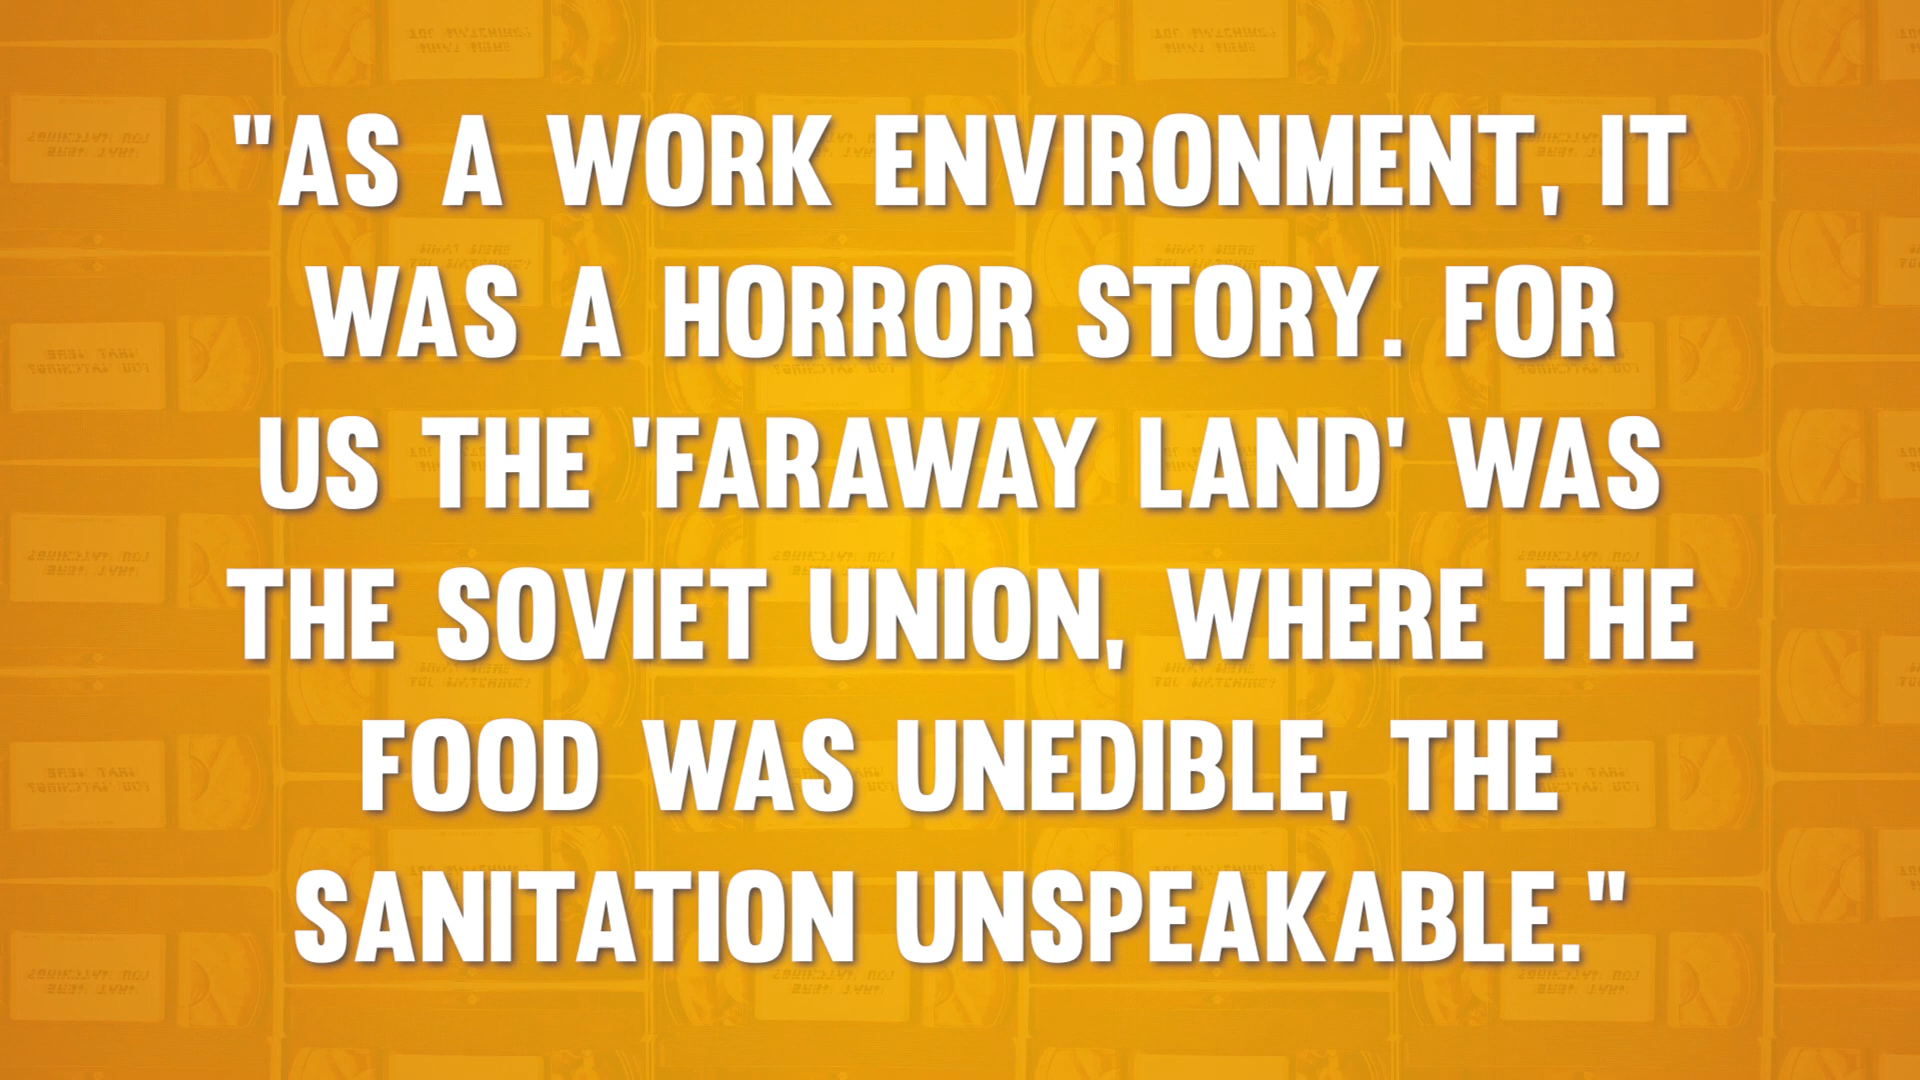 "AS A WORK ENVIRONMENT, IT
WAS A HORROR STORY. FOR
US THE 'FARAWAY LAND' WAS
THE SOVIET UNION, WHERE THE
FOOD WAS UNEDIBLE, THE
SANITATION UNSPEAKABLE."